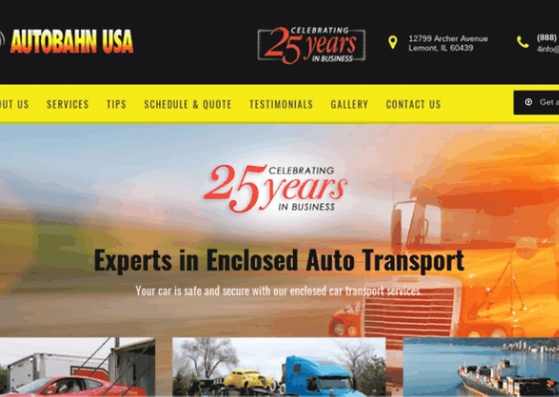 AUTOBAHN USA
CELEBRATING
25 years
IN BUSINESS
12799 Archer Avenue
Lemont, IL 60439
(888)
4info@
OUT US SERVICES TIPS SCHEDULE & QUOTE TESTIMONIALS GALLERY CONTACT US
Get a
CELEBRATING
25 years
IN BUSINESS
Experts in Enclosed Auto Transport
Your car is safe and secure with our enclosed car transport services.